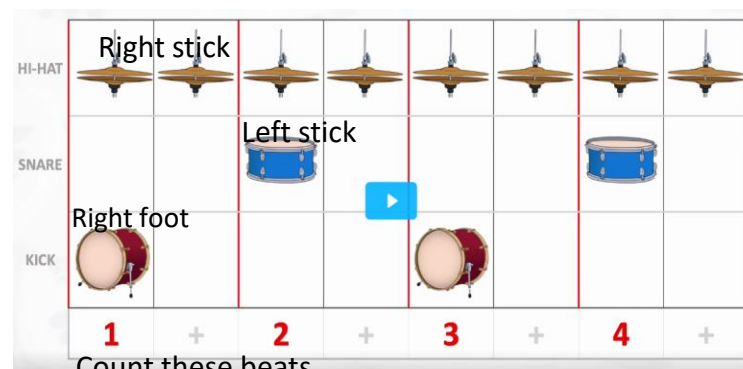 Right stick
HI-HAT
Left stick
SNARE
Right foot
KICK
1 + 2 + 3 + 4 +
Count these beats